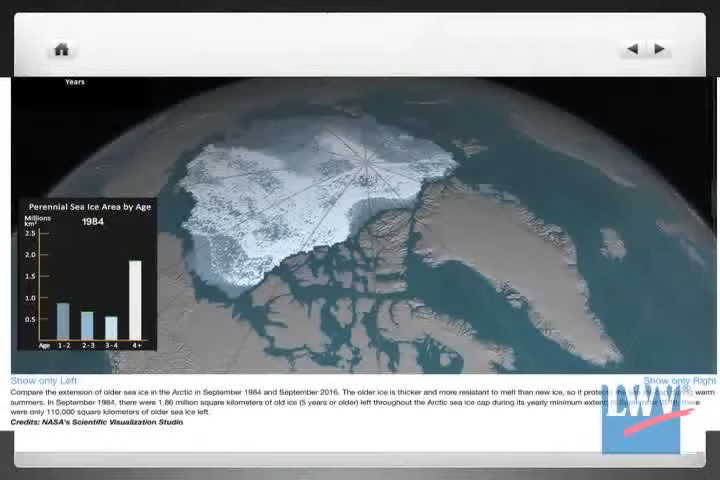 Years
Perennial Sea Ice Area by Age
Millions
km²
1984
2.5
2.0
1.5
1.0
0.5
Age 1 - 2 2 - 3 3 - 4 4 +
Show only Left Show only Right
Compare the extension of older sea ice in the Arctic in September 1984 and September 2016. The older ice is thicker and more resistant to melt than new ice, so it warm
summers. In September 1984, there were 1.86 million square kilometers of old ice (5 years or older) left throughout the Arctic sea ice cap during its yearly minimum
were only 110,000 square kilometers of older sea ice left.
Credits: NASA's Scientific Visualization Studio
LWV